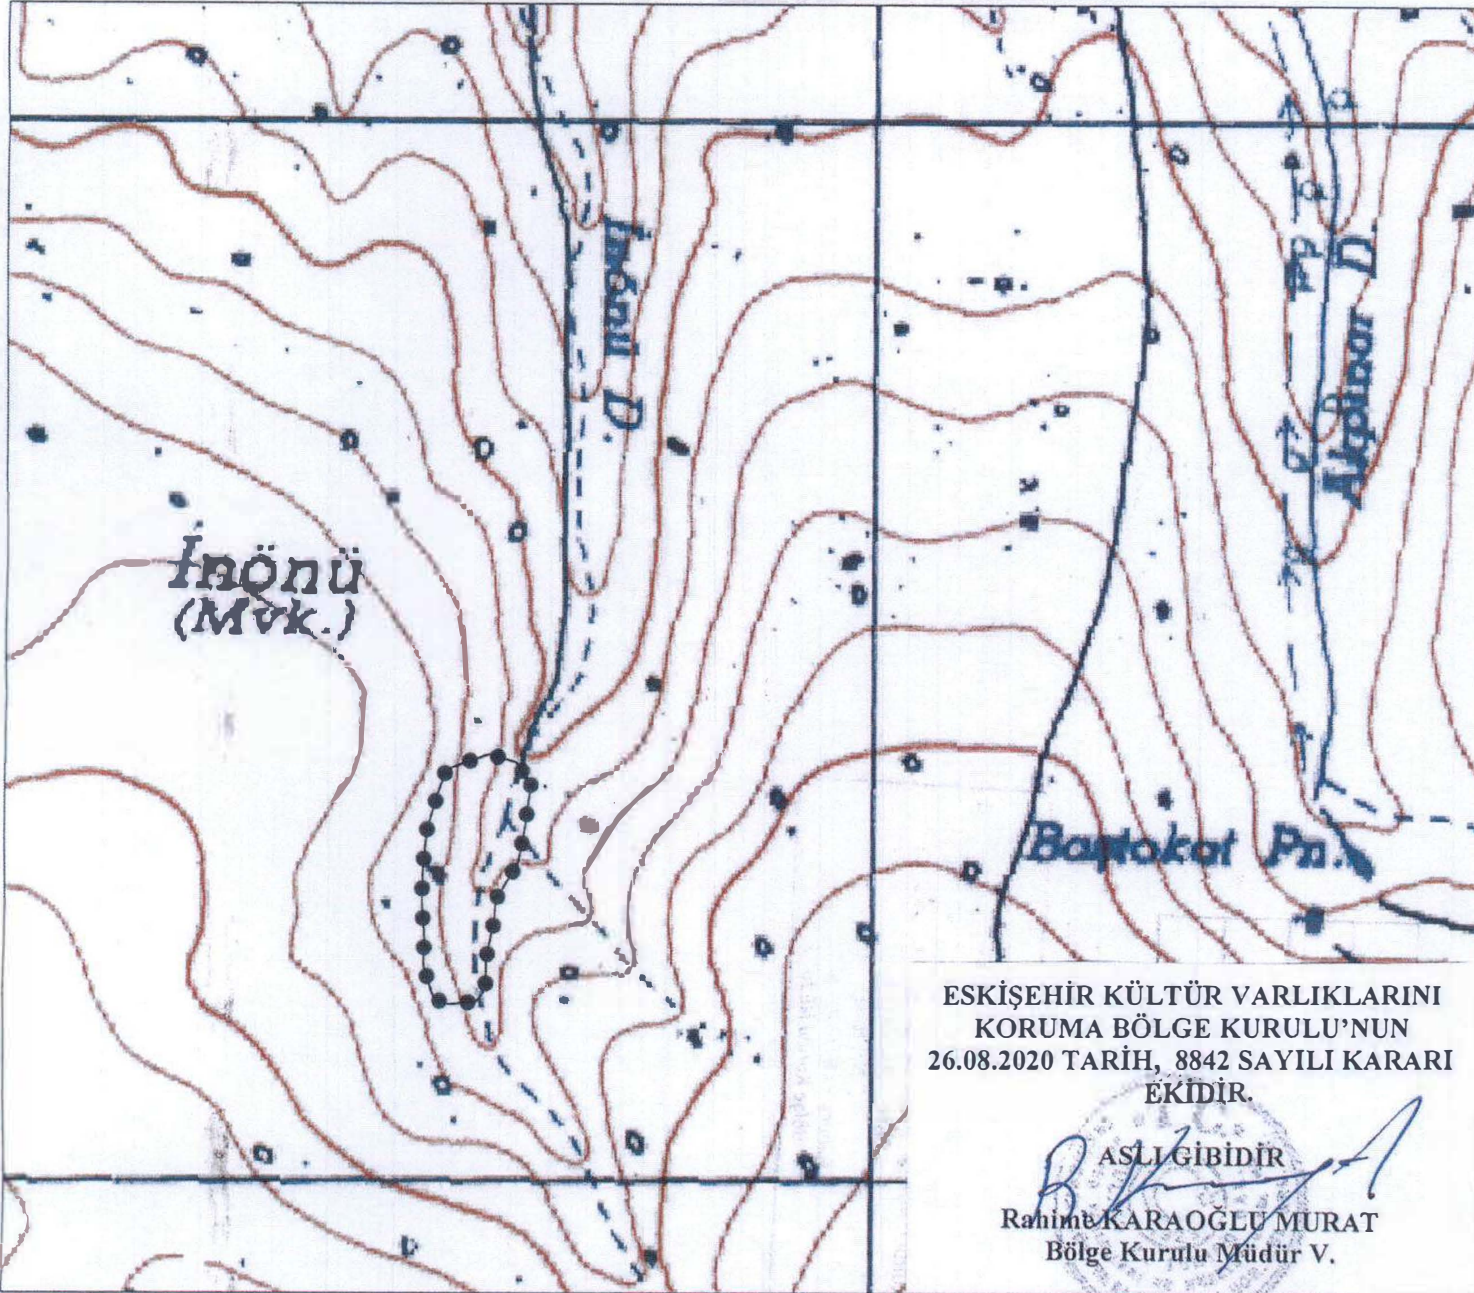 İnönü D.
Akpınar D.
İnönü
(Mvk.)
Baştokat Pn.
ESKİŞEHİR KÜLTÜR VARLIKLARINI
KORUMA BÖLGE KURULU'NUN
26.08.2020 TARİH, 8842 SAYILI KARARI
EKİDİR.
T.C.
ASLI GİBİDİR
Rahime KARAOĞLU MURAT
Bölge Kurulu Müdür V.